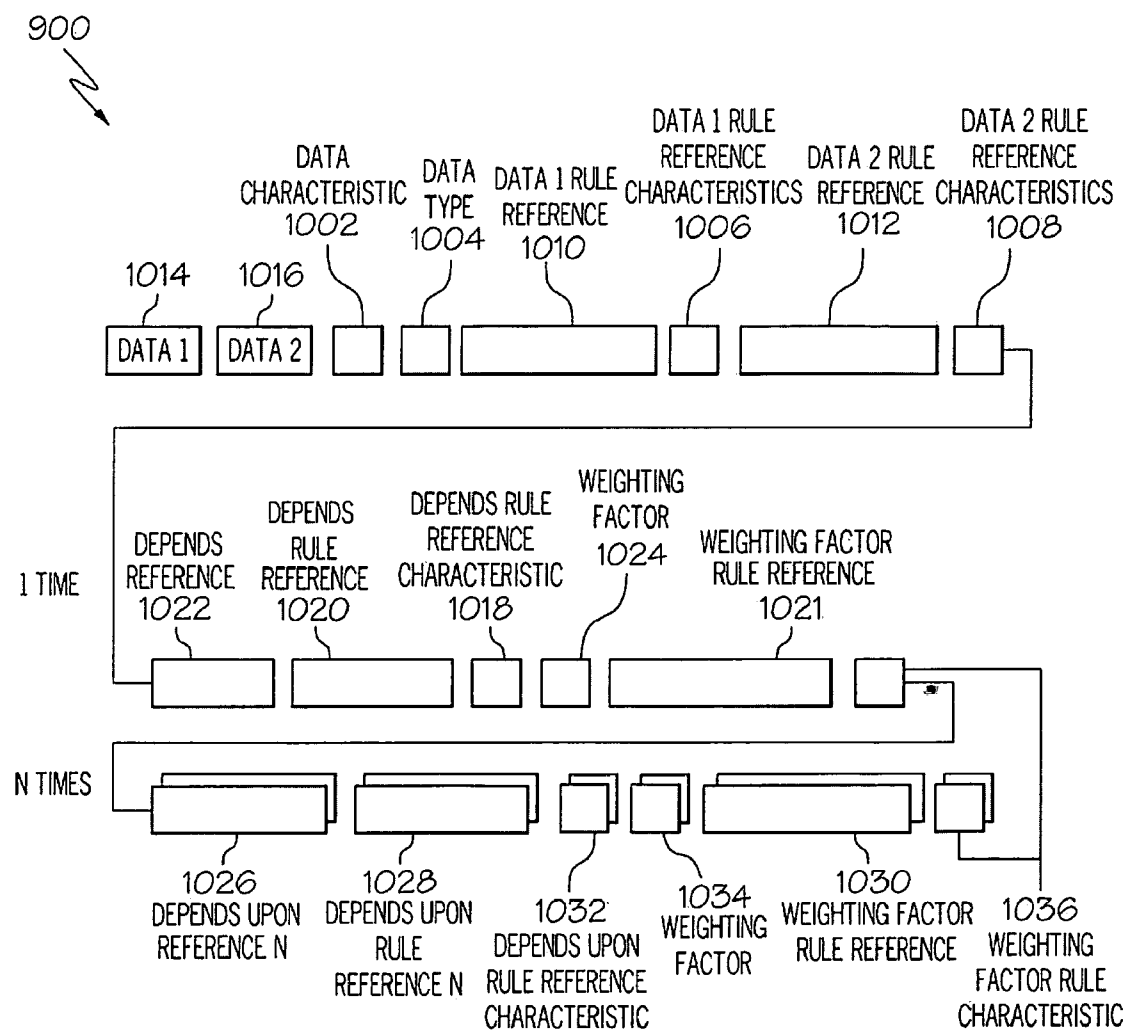 900
DATA
CHARACTERISTIC
1002
DATA
TYPE
1004
DATA 1 RULE
REFERENCE
1010
DATA 1 RULE
REFERENCE
CHARACTERISTICS
1006
DATA 2 RULE
REFERENCE
1012
DATA 2 RULE
REFERENCE
CHARACTERISTICS
1008
1014
DATA 1
1016
DATA 2
1 TIME
DEPENDS
REFERENCE
1022
DEPENDS
RULE
REFERENCE
1020
DEPENDS RULE
REFERENCE
CHARACTERISTIC
1018
WEIGHTING
FACTOR
1024
WEIGHTING FACTOR
RULE REFERENCE
1021
N TIMES
1026
DEPENDS UPON
REFERENCE N
1028
DEPENDS UPON
RULE
REFERENCE N
1032
DEPENDS UPON
RULE REFERENCE
CHARACTERISTIC
1034
WEIGHTING
FACTOR
1030
WEIGHTING FACTOR
RULE REFERENCE
1036
WEIGHTING
FACTOR RULE
CHARACTERISTIC